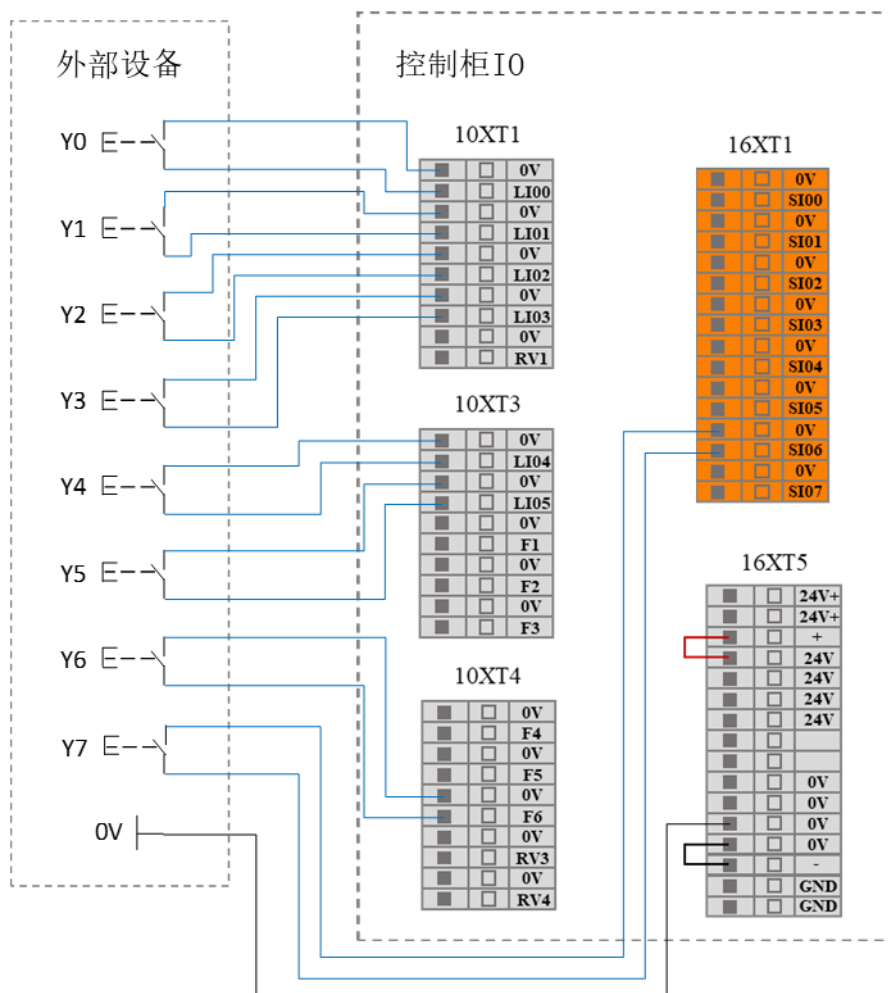 外部设备
控制柜IO
Y0
Y1
Y2
Y3
Y4
Y5
Y6
Y7
0V
10XT1
0V
LI00
0V
LI01
0V
LI02
0V
LI03
0V
RV1
10XT3
0V
LI04
0V
LI05
0V
F1
0V
F2
0V
F3
10XT4
0V
F4
0V
F5
0V
F6
0V
RV3
0V
RV4
16XT1
0V
SI00
0V
SI01
0V
SI02
0V
SI03
0V
SI04
0V
SI05
0V
SI06
0V
SI07
16XT5
24V+
24V+
+
24V
24V
24V
24V
0V
0V
0V
0V
-
GND
GND